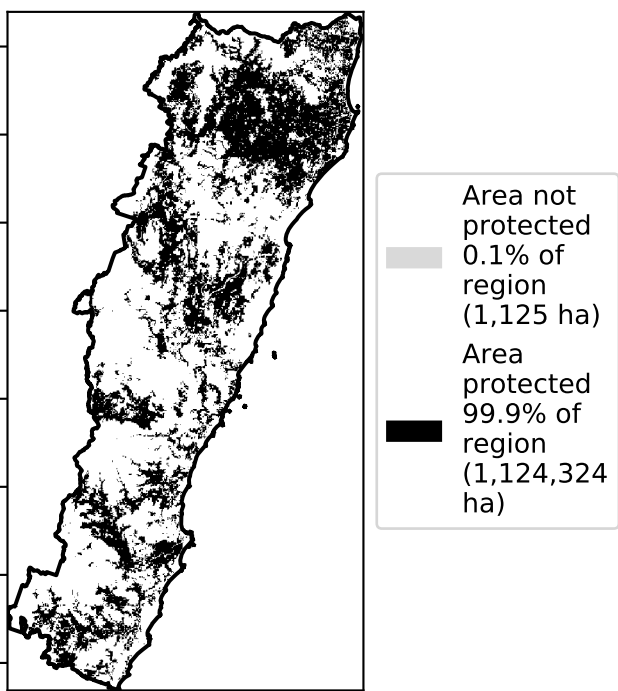 Area not
protected
0.1% of
region
(1,125 ha)
Area
protected
99.9% of
region
(1,124,324
ha)